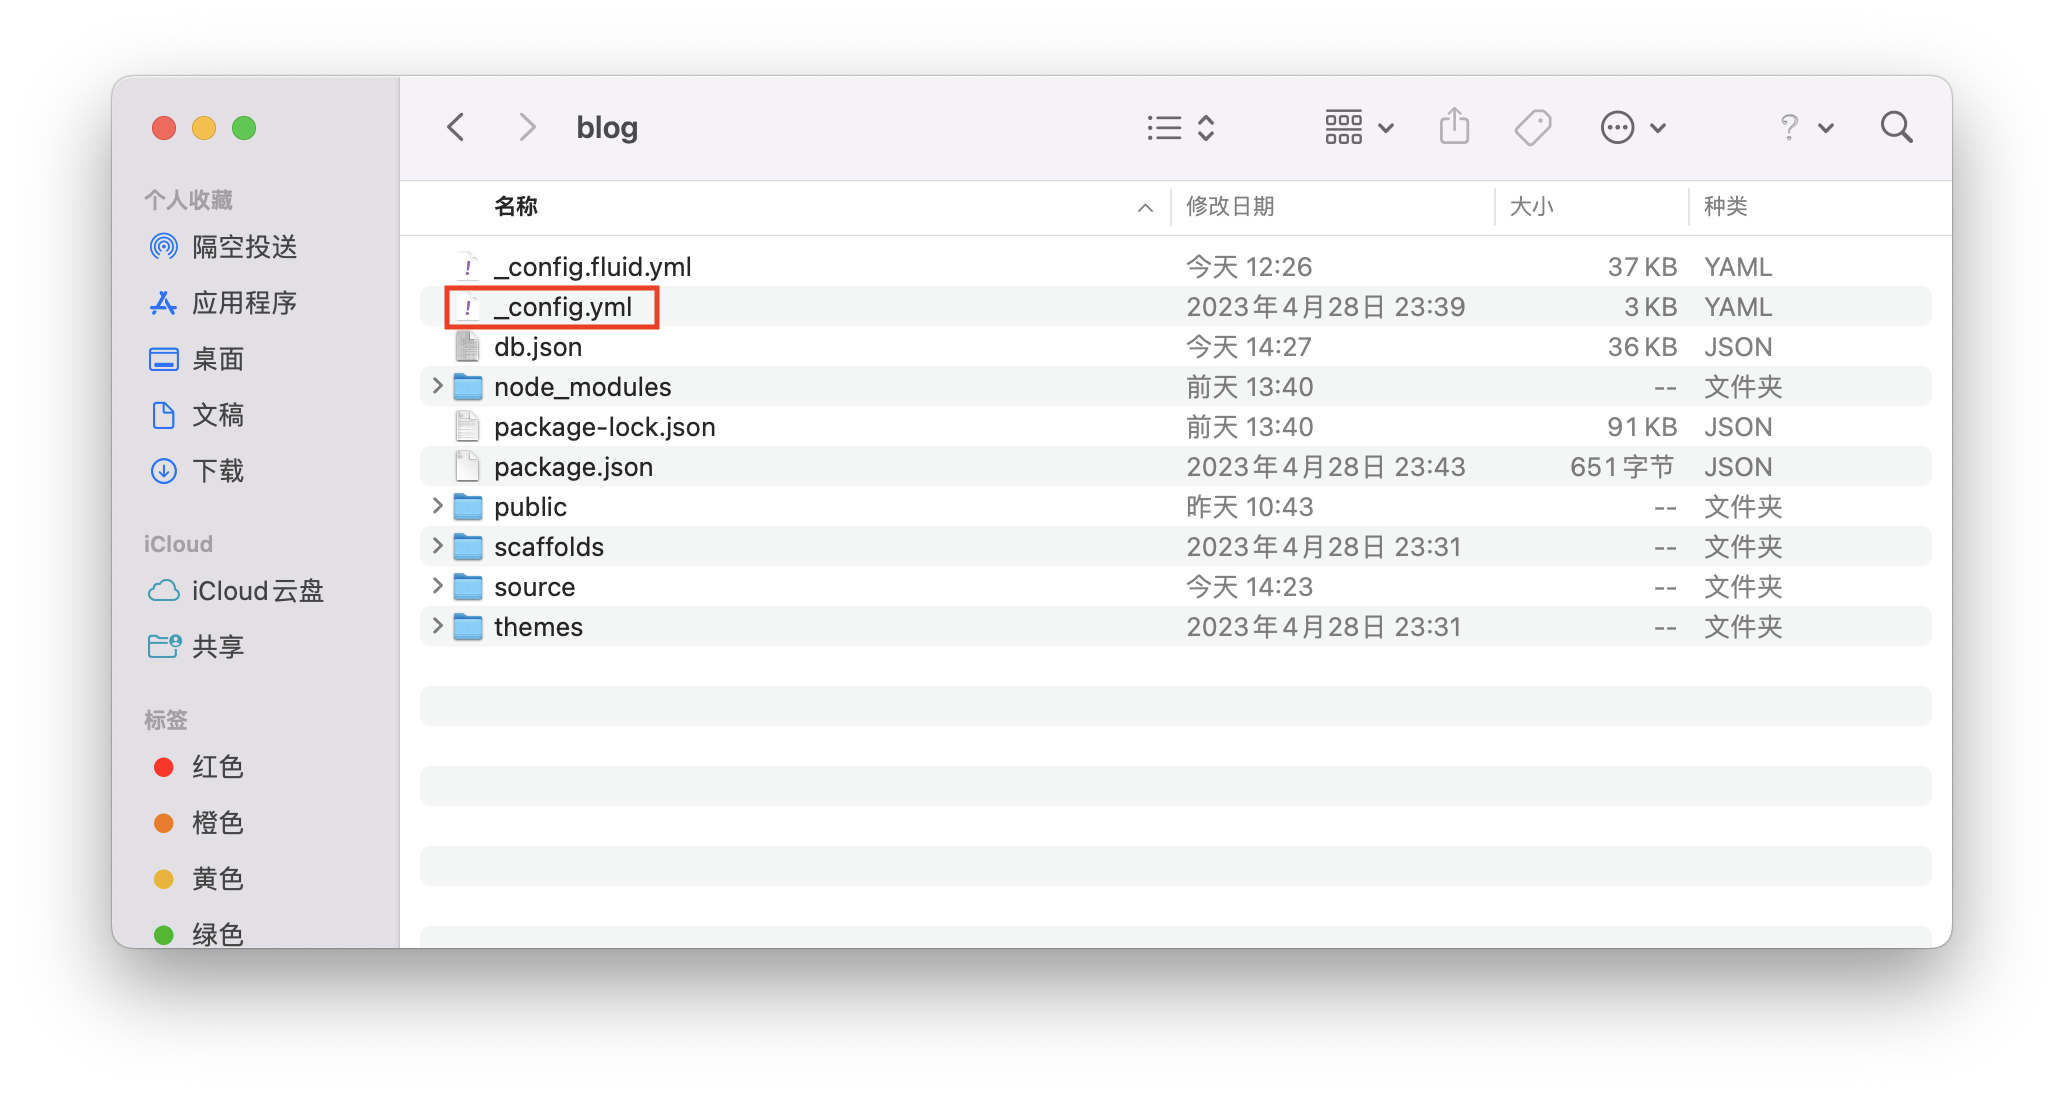 blog
个人收藏
隔空投送
应用程序
桌面
文稿
下载
iCloud
iCloud云盘
共享
标签
红色
橙色
黄色
绿色
名称 修改日期 大小 种类
_config.fluid.yml 今天 12:26 37 KB YAML
_config.yml 2023年4月28日 23:39 3 KB YAML
db.json 今天 14:27 36 KB JSON
node_modules 前天 13:40 -- 文件夹
package-lock.json 前天 13:40 91 KB JSON
package.json 2023年4月28日 23:43 651 字节 JSON
public 昨天 10:43 -- 文件夹
scaffolds 2023年4月28日 23:31 -- 文件夹
source 今天 14:23 -- 文件夹
themes 2023年4月28日 23:31 -- 文件夹